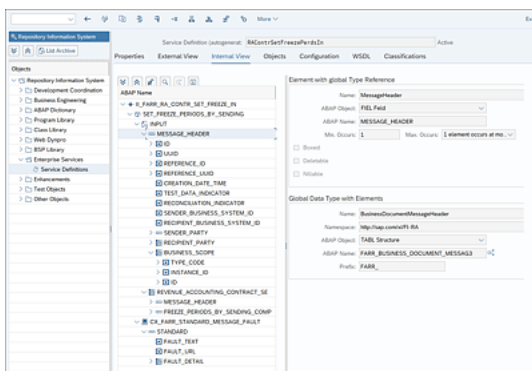 More
Ex
Repository Information System
List Archive
Objects
Repository Information System
Development Coordination
Business Engineering
ABAP Dictionary
Program Library
Class Library
Web Dynpro
BSP Library
Enterprise Services
Service Definitions
Enhancements
Test Objects
Other Objects
Service Definition (autogenerat: RAContrSetFreezePerdsIn Active
Properties External View Internal View Objects Configuration WSDL Classifications
ABAP Name
II_FARR_RA_CONTR_SET_FREEZE_IN
SET_FREEZE_PERIODS_BY_SENDING
INPUT
MESSAGE_HEADER
ID
UUID
REFERENCE_ID
REFERENCE_UUID
CREATION_DATE_TIME
TEST_DATA_INDICATOR
RECONCILIATION_INDICATOR
SENDER_BUSINESS_SYSTEM_ID
RECIPIENT_BUSINESS_SYSTEM_ID
SENDER_PARTY
RECIPIENT_PARTY
BUSINESS_SCOPE
TYPE_CODE
INSTANCE_ID
ID
REVENUE_ACCOUNTING_CONTRACT_SE
MESSAGE_HEADER
FREEZE_PERIODS_BY_SENDING_COMP
CX_FARR_STANDARD_MESSAGE_FAULT
STANDARD
FAULT_TEXT
FAULT_URL
FAULT_DETAIL
Element with global Type Reference
Name: MessageHeader
ABAP Object: FIEL Field
ABAP Name: MESSAGE_HEADER
Min. Occurs: 1 Max. Occurs: 1 element occurs at mo...
Boxed
Deletable
Nillable
Global Data Type with Elements
Name: BusinessDocumentMessageHeader
Namespace: http://sap.com/xi/FI-RA
ABAP Object: TABL Structure
ABAP Name: FARR_BUSINESS_DOCUMENT_MESSAG3
Prefix: FARR_